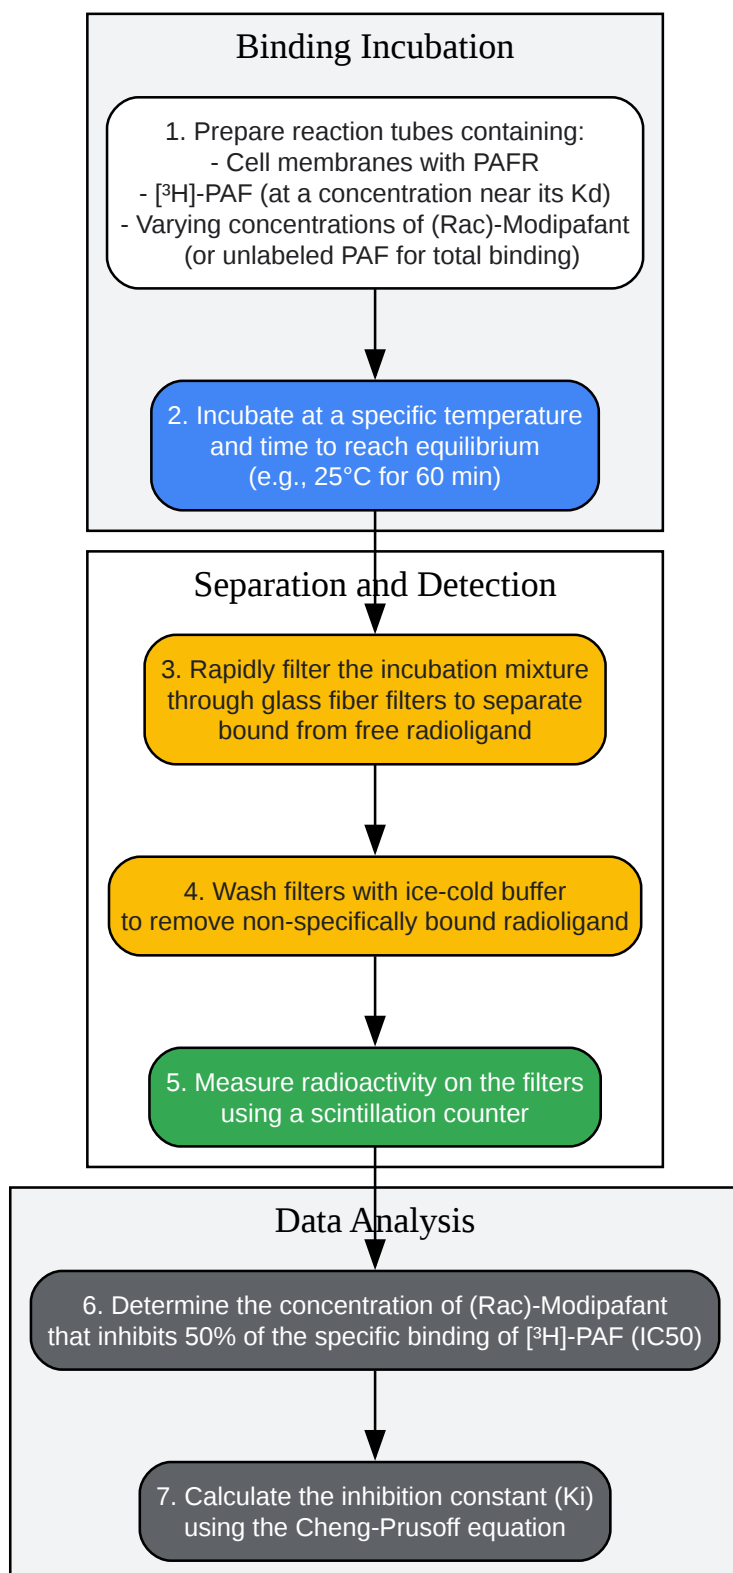 Binding Incubation
1. Prepare reaction tubes containing:
- Cell membranes with PAFR
- [³H]-PAF (at a concentration near its Kd)
- Varying concentrations of (Rac)-Modipafant
(or unlabeled PAF for total binding)
2. Incubate at a specific temperature
and time to reach equilibrium
(e.g., 25°C for 60 min)
Separation and Detection
3. Rapidly filter the incubation mixture
through glass fiber filters to separate
bound from free radioligand
4. Wash filters with ice-cold buffer
to remove non-specifically bound radioligand
5. Measure radioactivity on the filters
using a scintillation counter
Data Analysis
6. Determine the concentration of (Rac)-Modipafant
that inhibits 50% of the specific binding of [³H]-PAF (IC50)
7. Calculate the inhibition constant (Ki)
using the Cheng-Prusoff equation